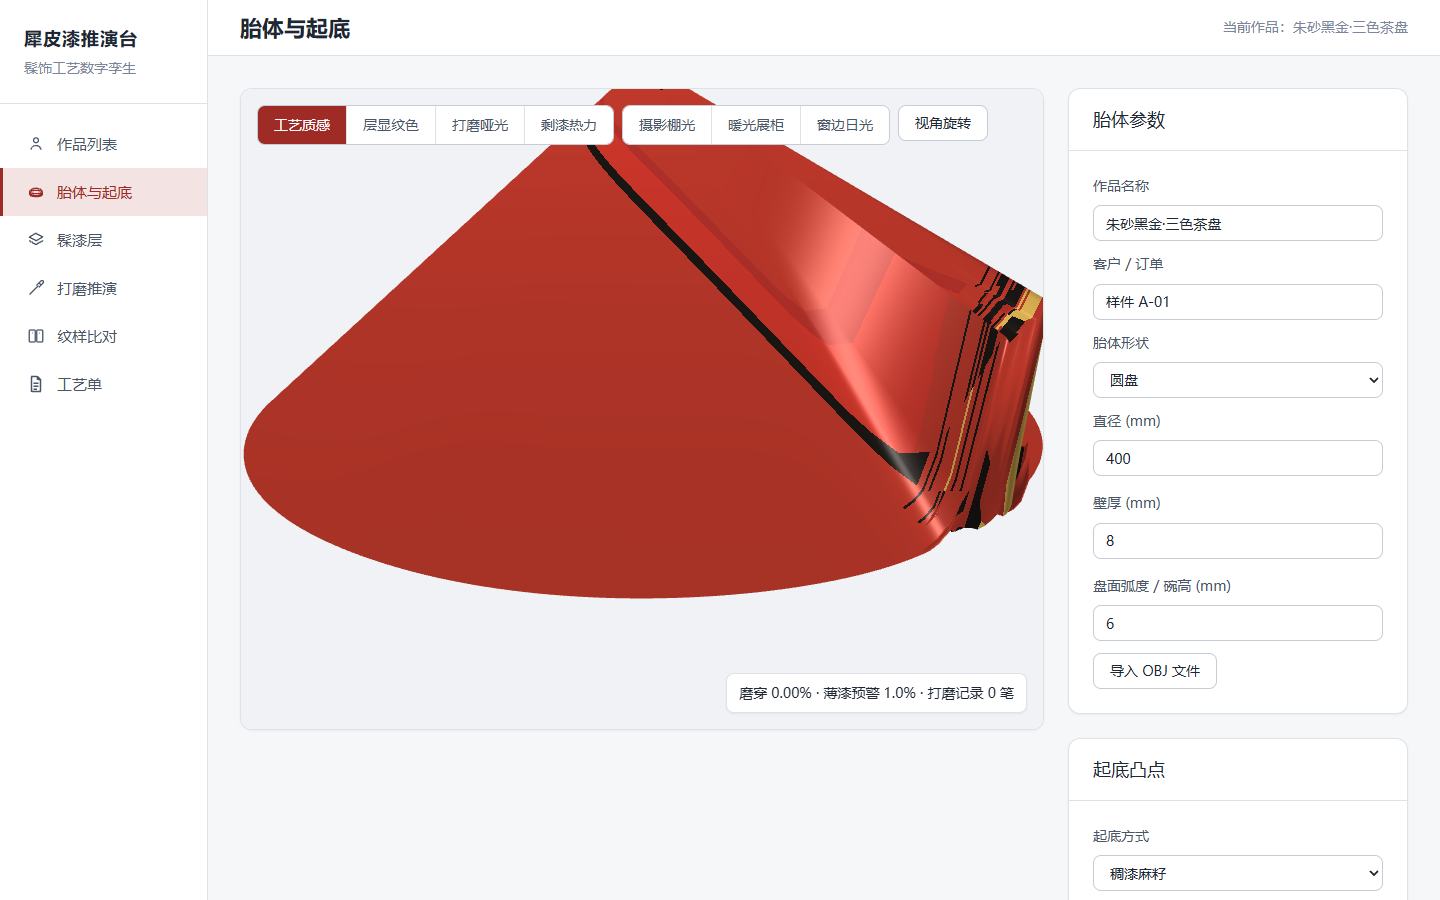 犀皮漆推演台
髹饰工艺数字孪生
作品列表
胎体与起底
髹漆层
打磨推演
纹样比对
工艺单
胎体与起底
当前作品：朱砂黑金·三色茶盘
工艺质感
层显纹色
打磨哑光
剩漆热力
摄影棚光
暖光展柜
窗边日光
视角旋转
磨穿 0.00% · 薄漆预警 1.0% · 打磨记录 0 笔
胎体参数
作品名称
朱砂黑金·三色茶盘
客户 / 订单
样件 A-01
胎体形状
圆盘
直径 (mm)
400
壁厚 (mm)
8
盘面弧度 / 碗高 (mm)
6
导入 OBJ 文件
起底凸点
起底方式
稠漆麻籽